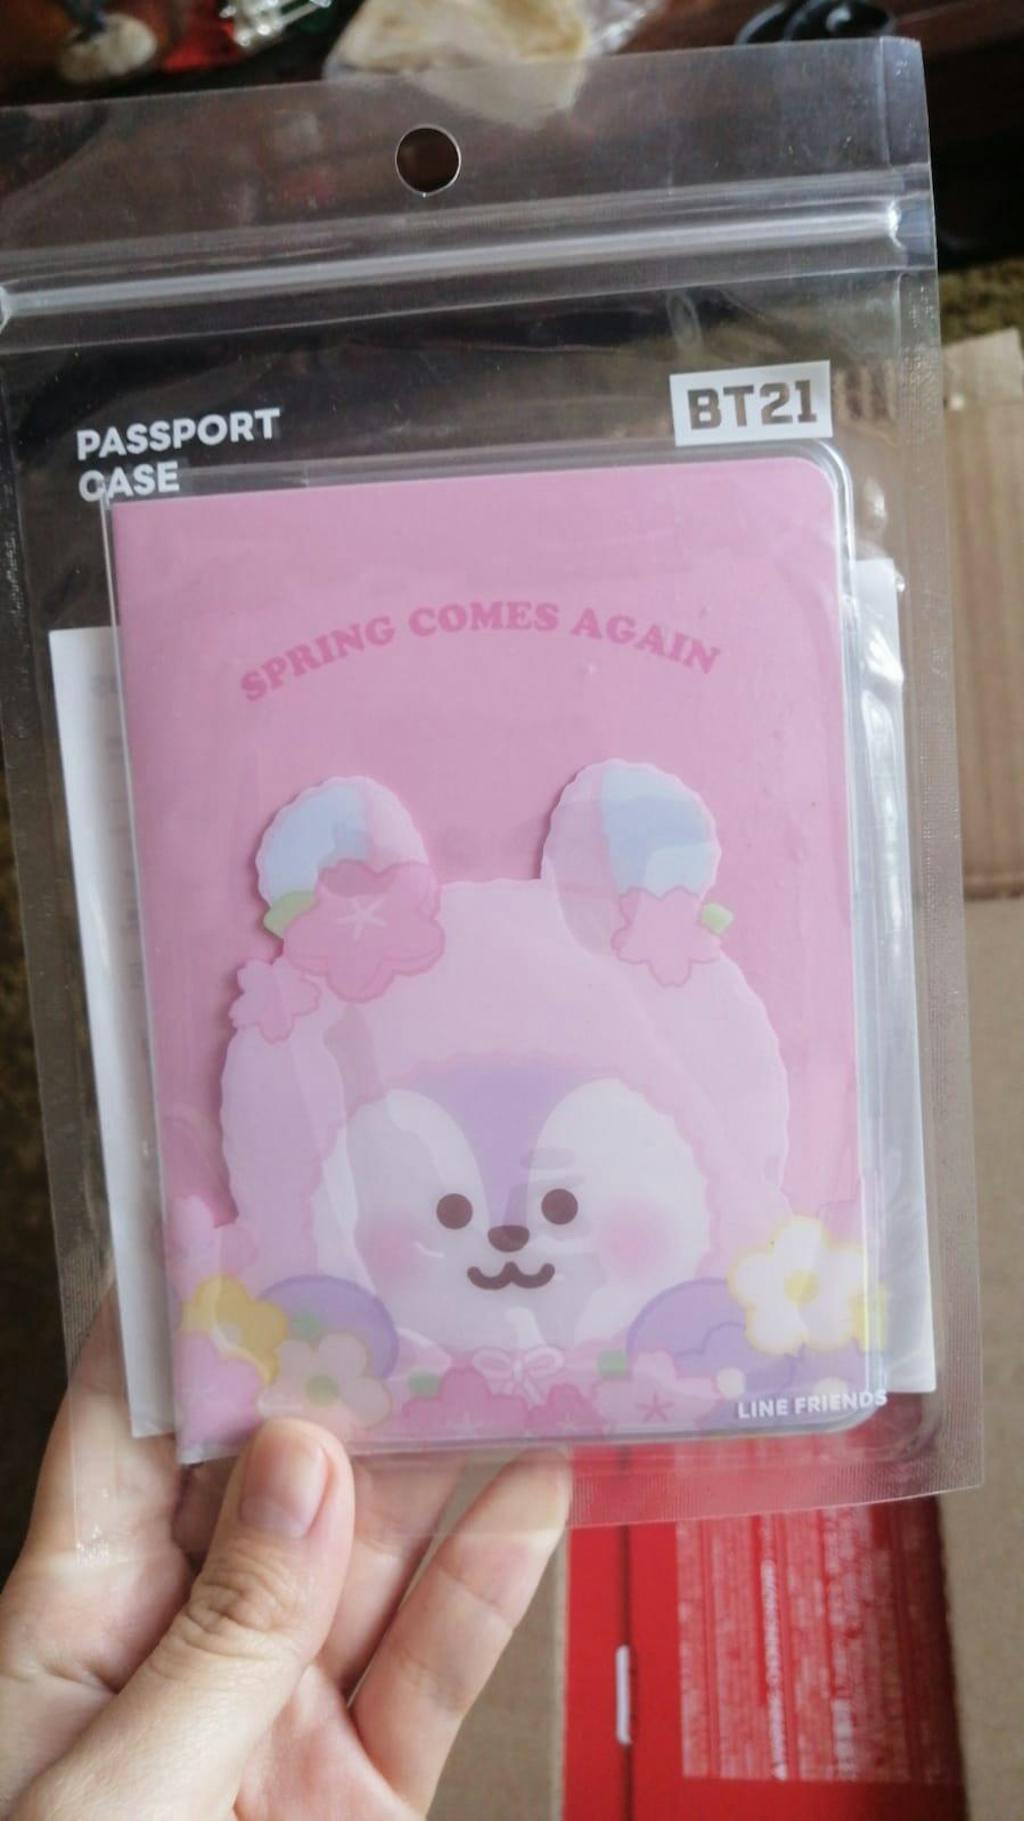 PASSPORT
CASE
BT21
SPRING COMES AGAIN
LINE FRIENDS